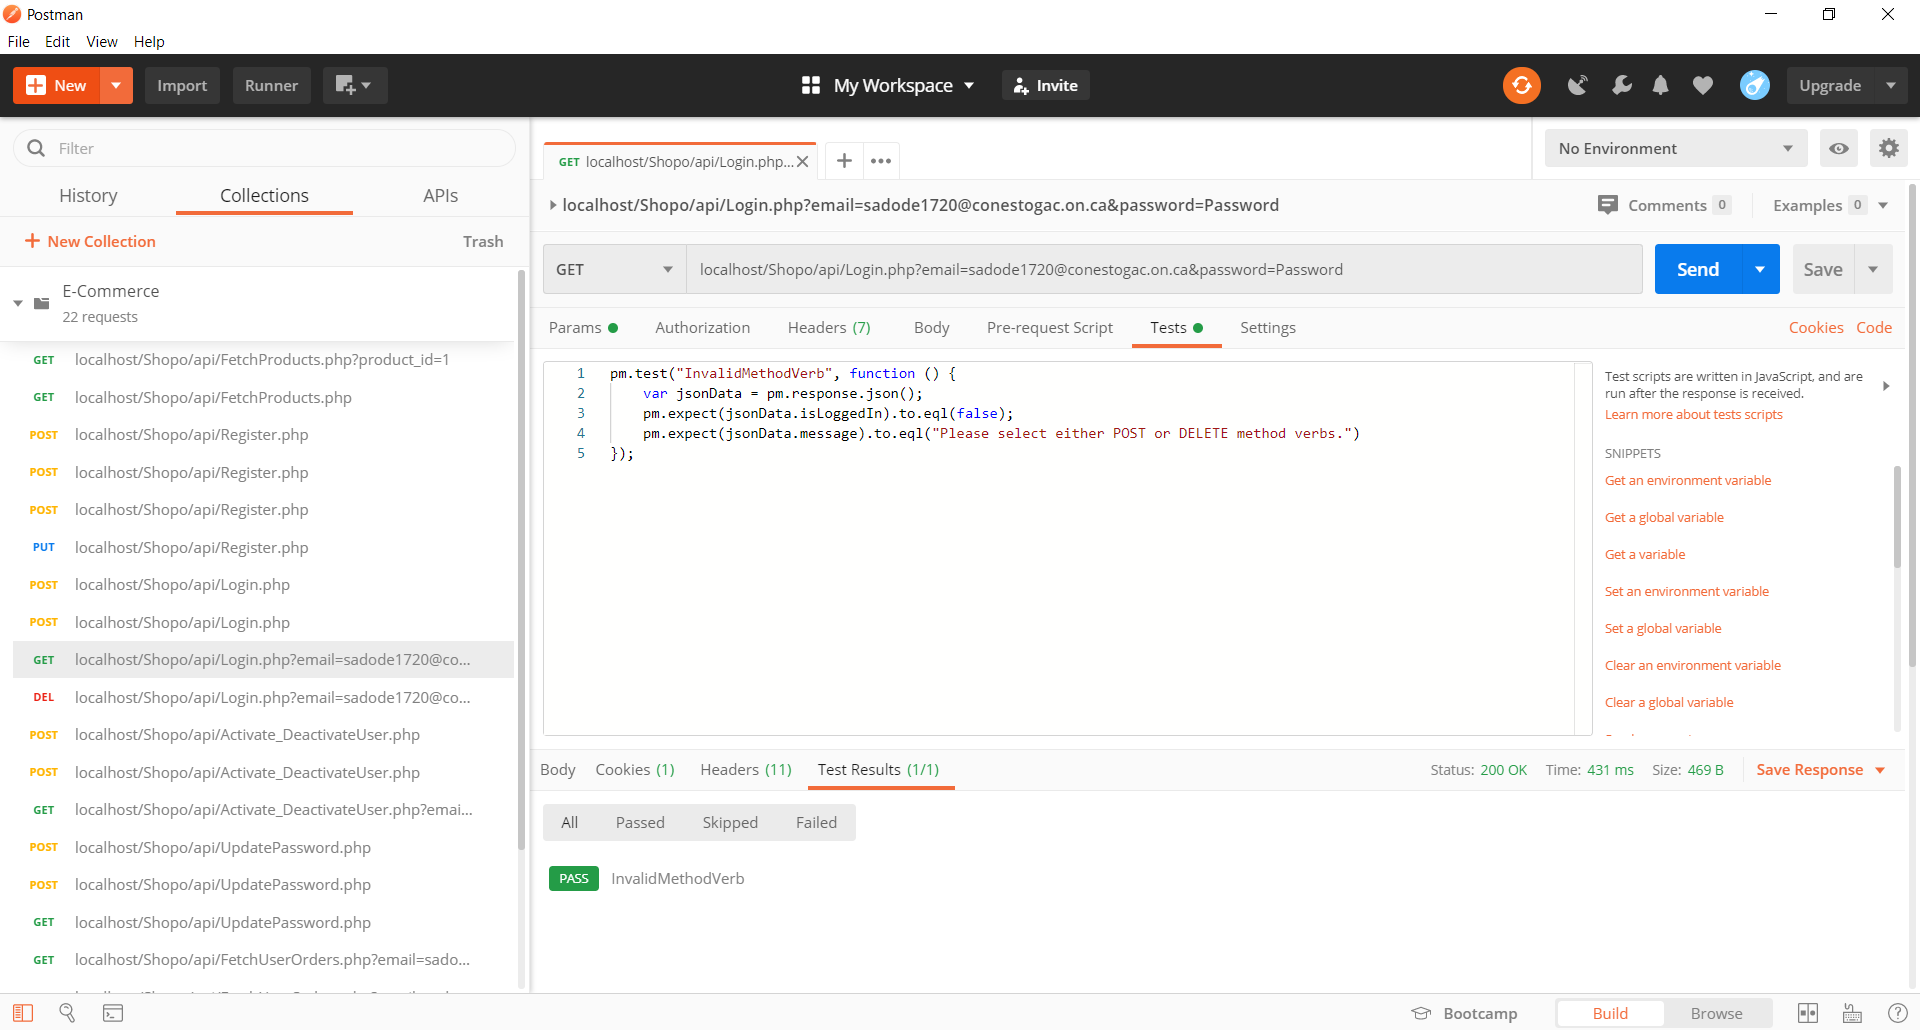 Postman
File Edit View Help
New Import Runner My Workspace Invite Upgrade
Filter
History Collections APIs
New Collection Trash
E-Commerce
22 requests
GET localhost/Shopo/api/FetchProducts.php?product_id=1
GET localhost/Shopo/api/FetchProducts.php
POST localhost/Shopo/api/Register.php
POST localhost/Shopo/api/Register.php
POST localhost/Shopo/api/Register.php
PUT localhost/Shopo/api/Register.php
POST localhost/Shopo/api/Login.php
POST localhost/Shopo/api/Login.php
GET localhost/Shopo/api/Login.php?email=sadode1720@co...
DEL localhost/Shopo/api/Login.php?email=sadode1720@co...
POST localhost/Shopo/api/Activate_DeactivateUser.php
POST localhost/Shopo/api/Activate_DeactivateUser.php
GET localhost/Shopo/api/Activate_DeactivateUser.php?emai...
POST localhost/Shopo/api/UpdatePassword.php
POST localhost/Shopo/api/UpdatePassword.php
GET localhost/Shopo/api/UpdatePassword.php
GET localhost/Shopo/api/FetchUserOrders.php?email=sado...
GET localhost/Shopo/api/Login.php...
No Environment
localhost/Shopo/api/Login.php?email=sadode1720@conestogac.on.ca&password=Password
Comments 0 Examples 0
GET localhost/Shopo/api/Login.php?email=sadode1720@conestogac.on.ca&password=Password
Send Save
Params Authorization Headers (7) Body Pre-request Script Tests Settings Cookies Code
1 pm.test("InvalidMethodVerb", function () {
2 var jsonData = pm.response.json();
3 pm.expect(jsonData.isLoggedIn).to.eql(false);
4 pm.expect(jsonData.message).to.eql("Please select either POST or DELETE method verbs.")
5 });
Test scripts are written in JavaScript, and are
run after the response is received.
Learn more about tests scripts
SNIPPETS
Get an environment variable
Get a global variable
Get a variable
Set an environment variable
Set a global variable
Clear an environment variable
Clear a global variable
Body Cookies (1) Headers (11) Test Results (1/1) Status: 200 OK Time: 431 ms Size: 469 B Save Response
All Passed Skipped Failed
PASS InvalidMethodVerb
Bootcamp Build Browse